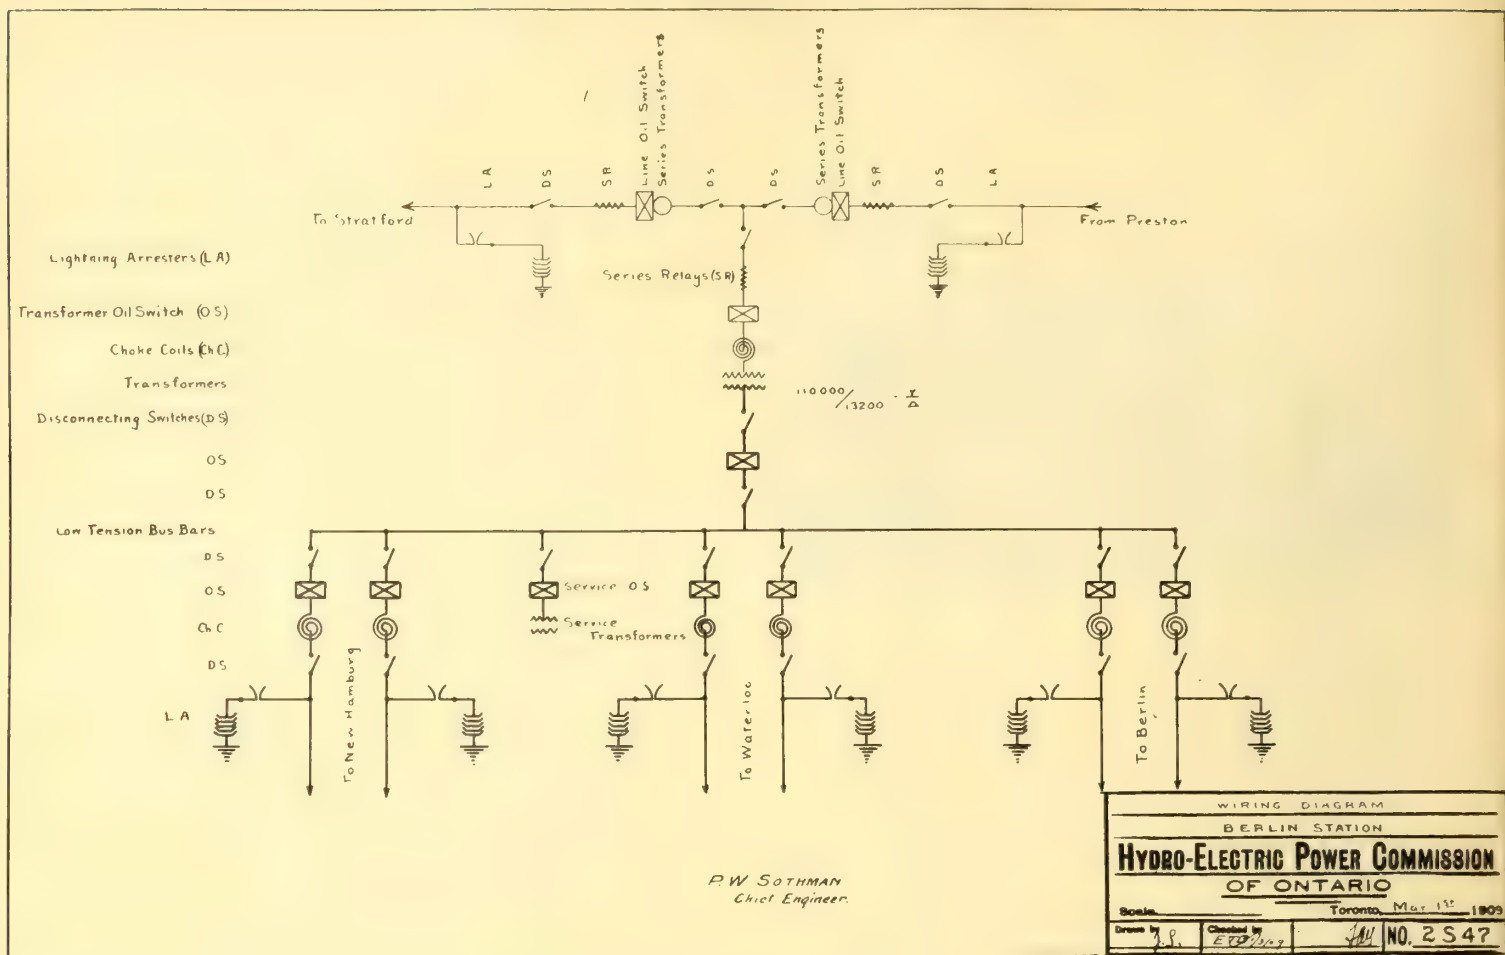 Line Oil Switch
Series Transformers
Series Transformers
Line Oil Switch
LA
DS
SR
DS
DS
SR
DS
LA
To Stratford
From Preston
Lightning Arresters (LA)
Series Relays (SR)
Transformer Oil Switch (OS)
Choke Coils (Ch C.)
Transformers
110000/13200 - Y/Δ
Disconnecting Switches (DS)
OS
DS
Low Tension Bus Bars
DS
OS
Service OS
Ch C
Service
Transformers
DS
LA
To New Hamburg
To Waterloo
To Berlin
P. W SOTHMAN
Chief Engineer.
WIRING DIAGRAM
BERLIN STATION
HYDRO-ELECTRIC POWER COMMISSION
OF ONTARIO
Scale Toronto, Mar 1st 1909
Drawn by J.S. Checked by NO. 2 S 47